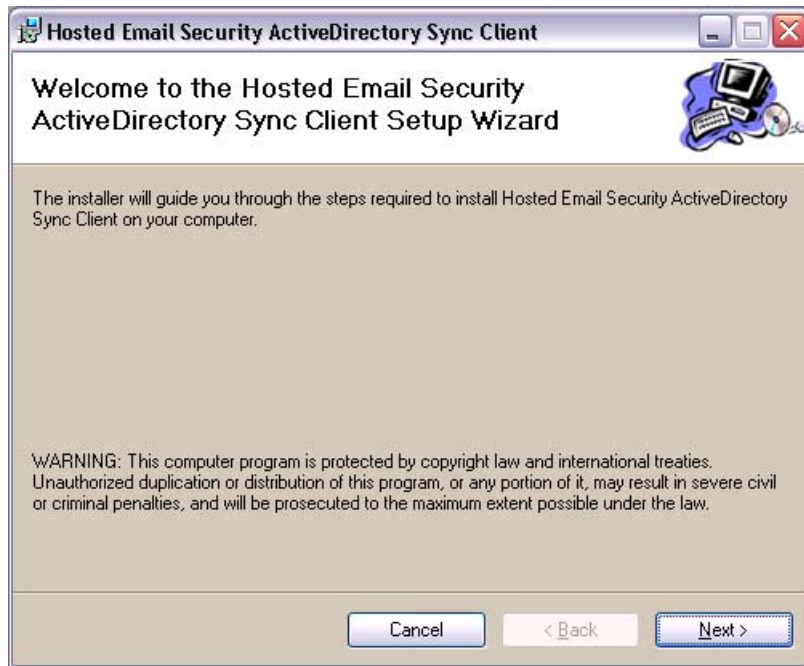 Hosted Email Security ActiveDirectory Sync Client
Welcome to the Hosted Email Security
ActiveDirectory Sync Client Setup Wizard
The installer will guide you through the steps required to install Hosted Email Security ActiveDirectory
Sync Client on your computer.
WARNING: This computer program is protected by copyright law and international treaties.
Unauthorized duplication or distribution of this program, or any portion of it, may result in severe civil
or criminal penalties, and will be prosecuted to the maximum extent possible under the law.
Cancel
< Back
Next >